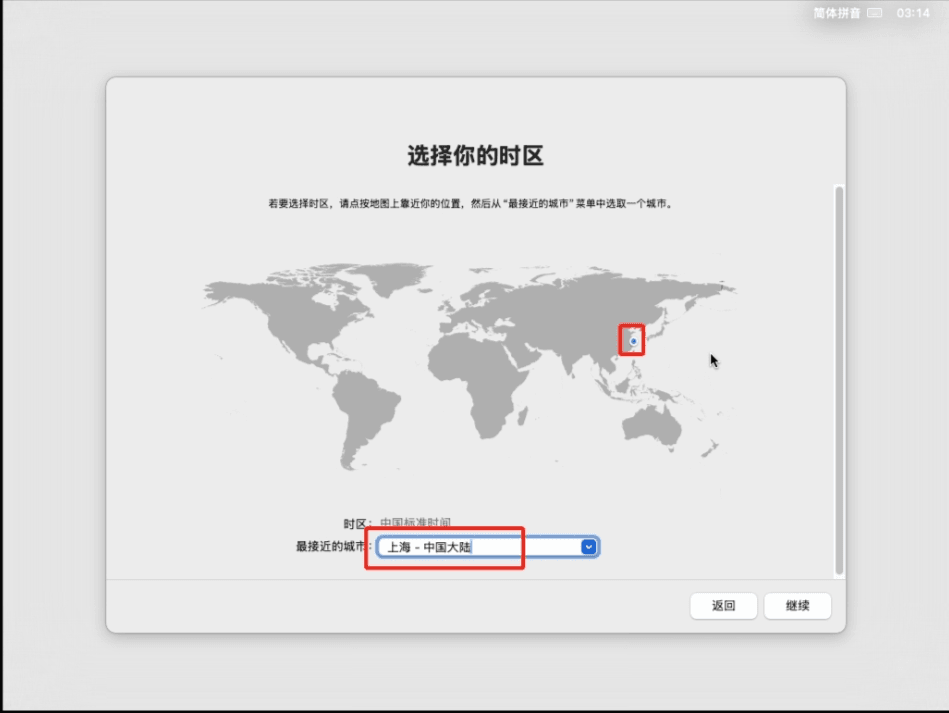 简体拼音 03:14
选择你的时区
若要选择时区，请点按地图上靠近你的位置，然后从“最接近的城市”菜单中选取一个城市。
时区： 中国标准时间
最接近的城市： 上海 - 中国大陆
返回 继续